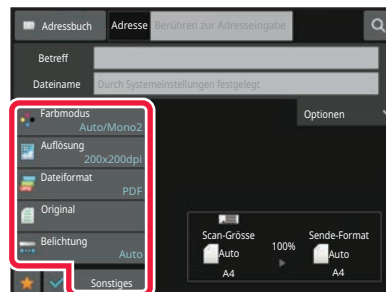 Adressbuch
Adresse
Berühren zur Adresseingabe
Betreff
Dateiname
Durch Systemeinstellungen festgelegt
Farbmodus
Auto/Mono2
Auflösung
200x200dpi
Dateiformat
PDF
Original
Belichtung
Auto
Sonstiges
Optionen
Scan-Grösse
100%
Sende-Format
Auto
Auto
A4
A4